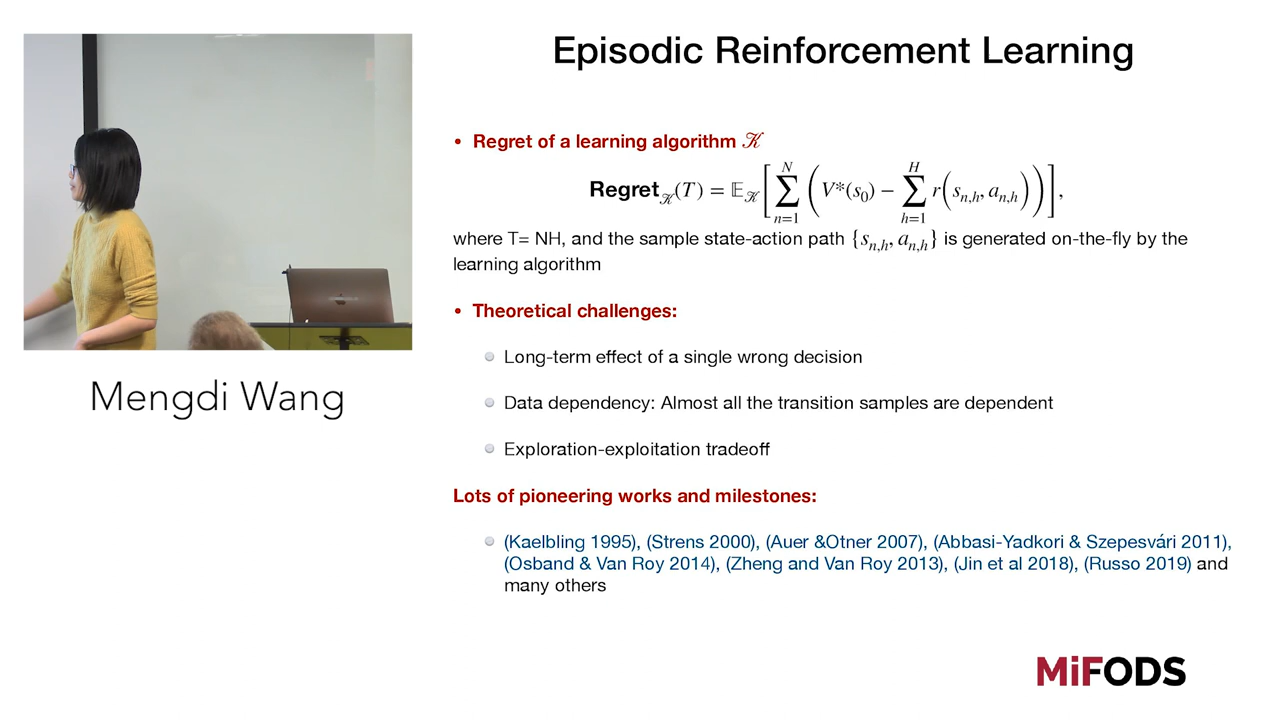 Episodic Reinforcement Learning
• Regret of a learning algorithm 𝒦
Regret_𝒦(T) = 𝔼_𝒦[∑_{n=1}^{N} (V*(s_0) − ∑_{h=1}^{H} r(s_{n,h}, a_{n,h}))],
where T= NH, and the sample state-action path {s_{n,h}, a_{n,h}} is generated on-the-fly by the
learning algorithm
• Theoretical challenges:
Long-term effect of a single wrong decision
Data dependency: Almost all the transition samples are dependent
Exploration-exploitation tradeoff
Lots of pioneering works and milestones:
(Kaelbling 1995), (Strens 2000), (Auer &Otner 2007), (Abbasi-Yadkori & Szepesvári 2011),
(Osband & Van Roy 2014), (Zheng and Van Roy 2013), (Jin et al 2018), (Russo 2019) and
many others
Mengdi Wang
MiFODS